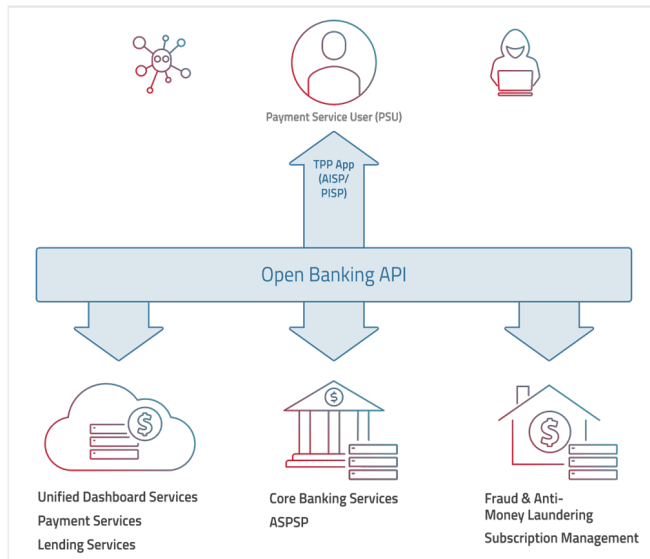 Payment Service User (PSU)
TPP App
(AISP/
PISP)
Open Banking API
Unified Dashboard Services
Payment Services
Lending Services
Core Banking Services
ASPSP
Fraud & Anti-
Money Laundering
Subscription Management